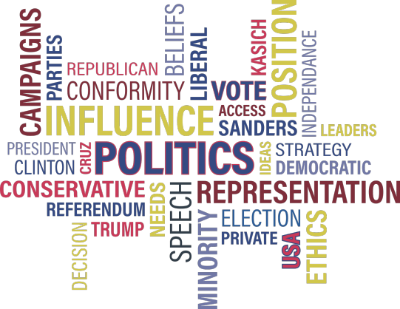 CAMPAIGNS
PARTIES
REPUBLICAN
BELIEFS
LIBERAL
VOTE
KASICH
POSITION
INDEPENDANCE
CONFORMITY
INFLUENCE
ACCESS
SANDERS
LEADERS
PRESIDENT
CLINTON
CRUZ
POLITICS
IDEAS
STRATEGY
DEMOCRATIC
CONSERVATIVE
NEEDS
SPEECH
REPRESENTATION
REFERENDUM
TRUMP
DECISION
MINORITY
ELECTION
PRIVATE
USA
ETHICS